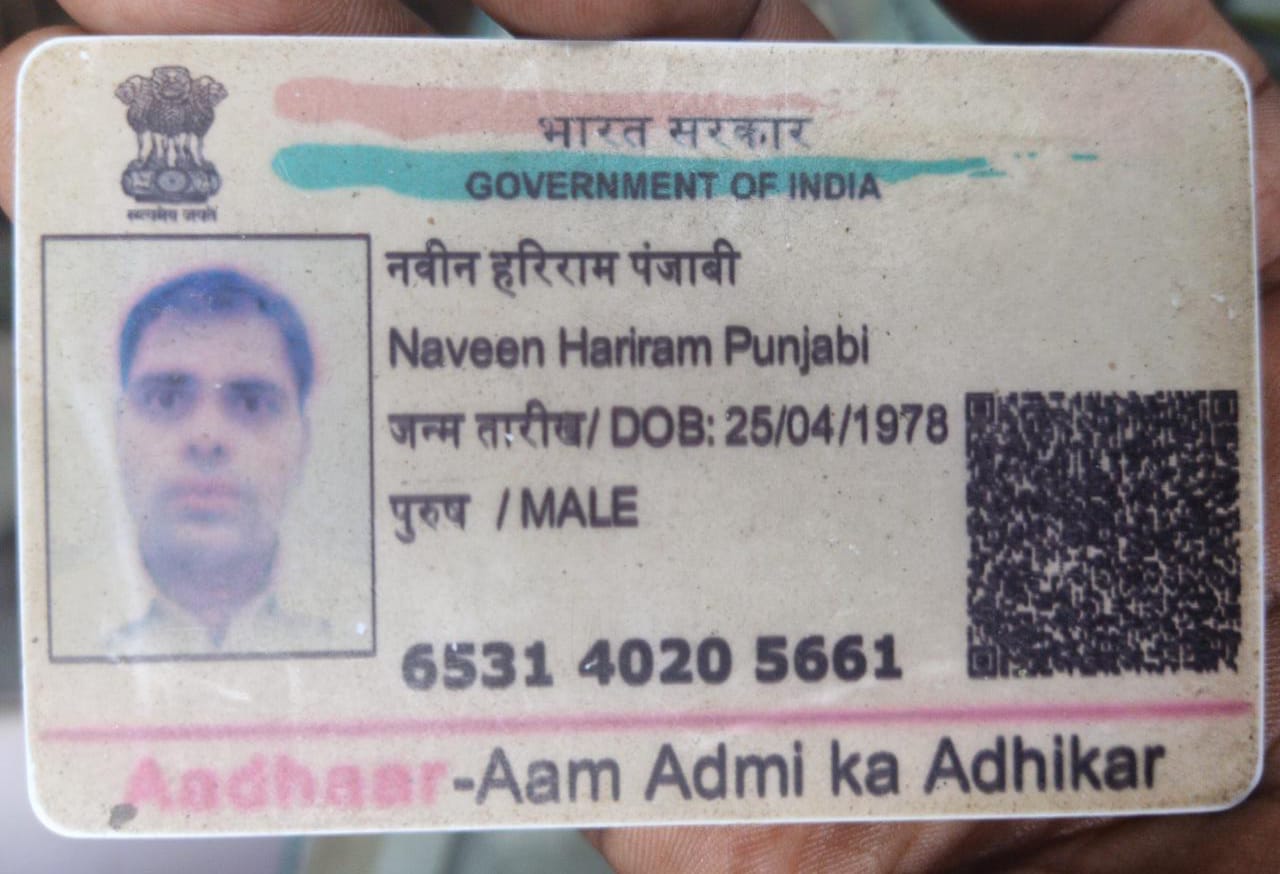 सत्यमेव जयते
भारत सरकार
GOVERNMENT OF INDIA
नवीन हरिराम पंजाबी
Naveen Hariram Punjabi
जन्म तारीख/ DOB: 25/04/1978
पुरुष / MALE
6531 4020 5661
Aadhaar-Aam Admi ka Adhikar